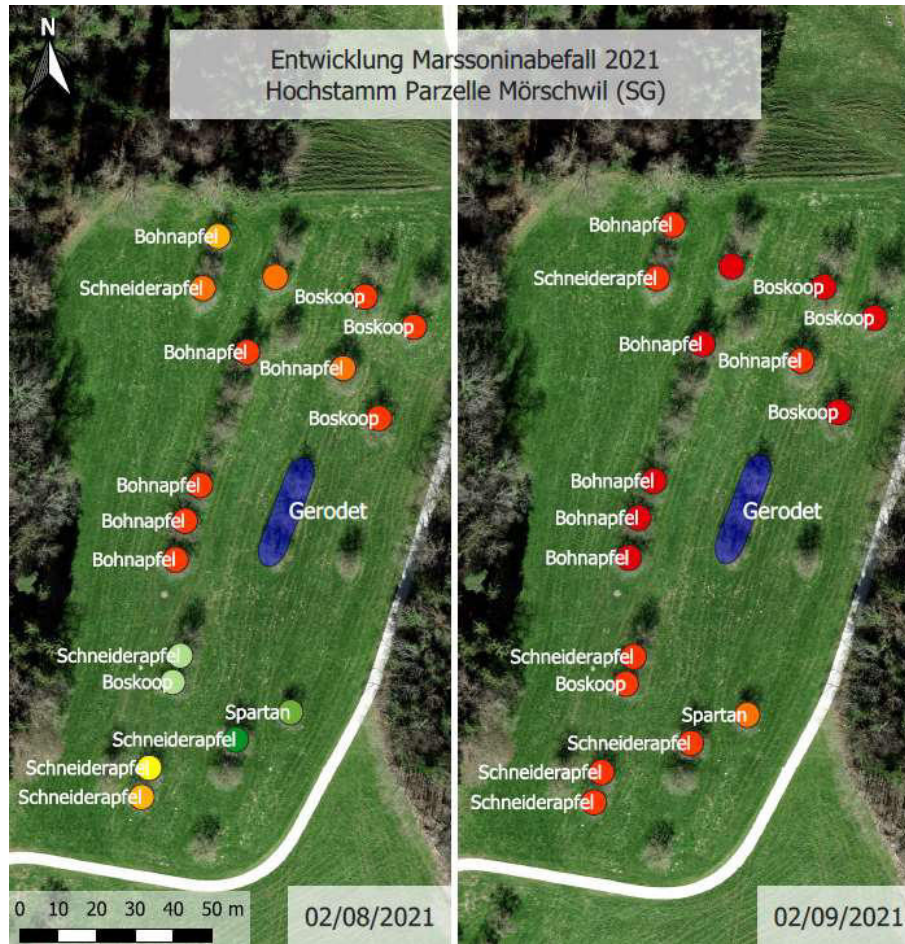 N
Entwicklung Marssoninabefall 2021
Hochstamm Parzelle Mörschwil (SG)
Bohnapfel
Schneiderapfel
Boskoop
Boskoop
Bohnapfel
Bohnapfel
Boskoop
Bohnapfel
Gerodet
Bohnapfel
Bohnapfel
Schneiderapfel
Boskoop
Spartan
Schneiderapfel
Schneiderapfel
Schneiderapfel
0 10 20 30 40 50 m
02/08/2021
Bohnapfel
Schneiderapfel
Boskoop
Boskoop
Bohnapfel
Bohnapfel
Boskoop
Bohnapfel
Gerodet
Bohnapfel
Bohnapfel
Schneiderapfel
Boskoop
Spartan
Schneiderapfel
Schneiderapfel
Schneiderapfel
02/09/2021